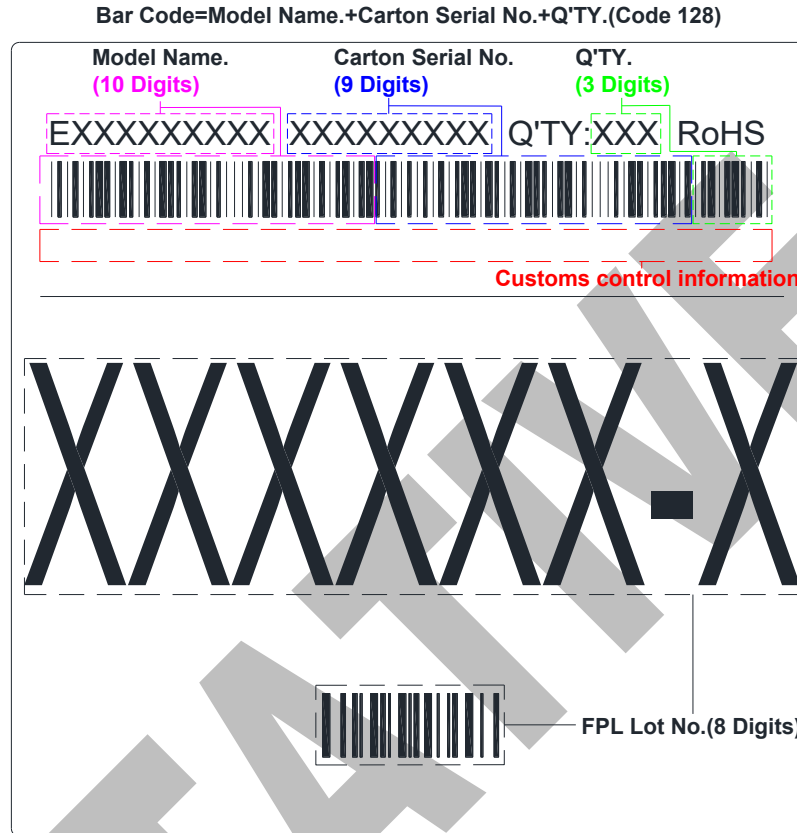 Bar Code=Model Name.+Carton Serial No.+Q'TY.(Code 128)
Model Name. Carton Serial No. Q'TY.
(10 Digits) (9 Digits) (3 Digits)
EXXXXXXXXX XXXXXXXXX Q'TY:XXX RoHS
Customs control information
XXXXXX-X
FPL Lot No.(8 Digits)